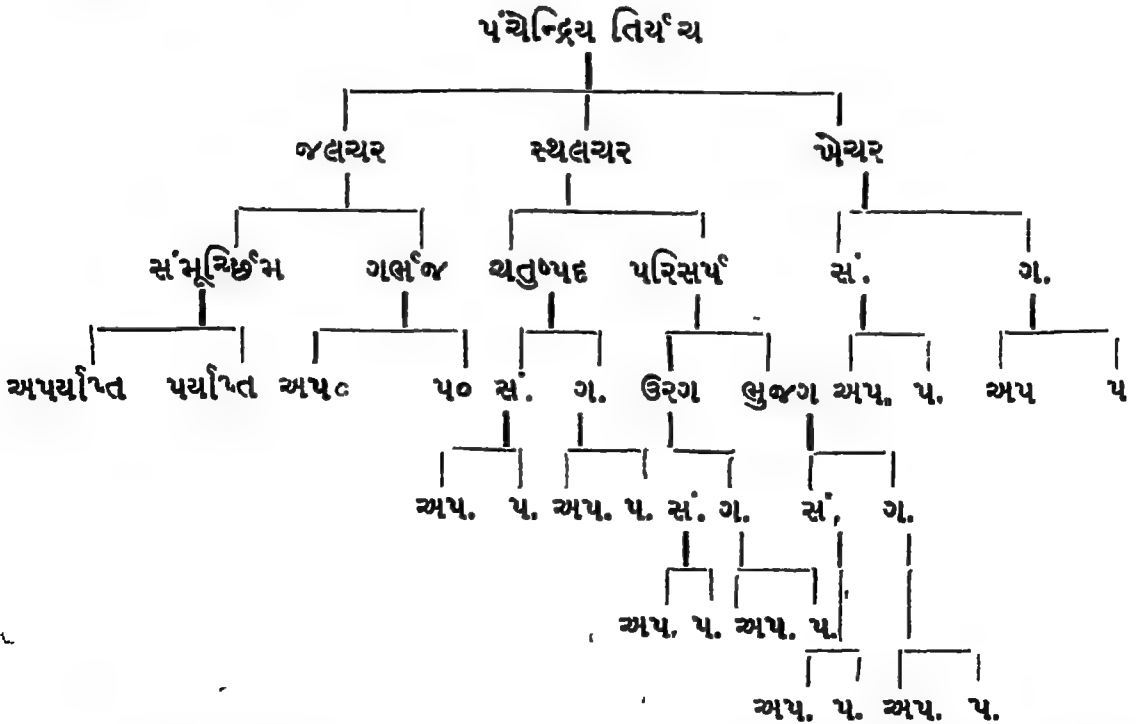 પંચેન્દ્રિય તિર્યંચ
જલચર સ્થલચર ખેચર
સંમૂર્ચ્છિમ ગર્ભજ ચતુષ્પદ પરિસર્પ સં. ગ.
અપર્યાપ્ત પર્યાપ્ત અપ૦ ૫૦ સં. ગ. ઉરગ ભુજગ અપ. પ. અપ પ
અપ. પ. અપ. પ. સં. ગ. સં. ગ.
અપ. પ. અપ. પ.
અપ. પ. અપ. પ.